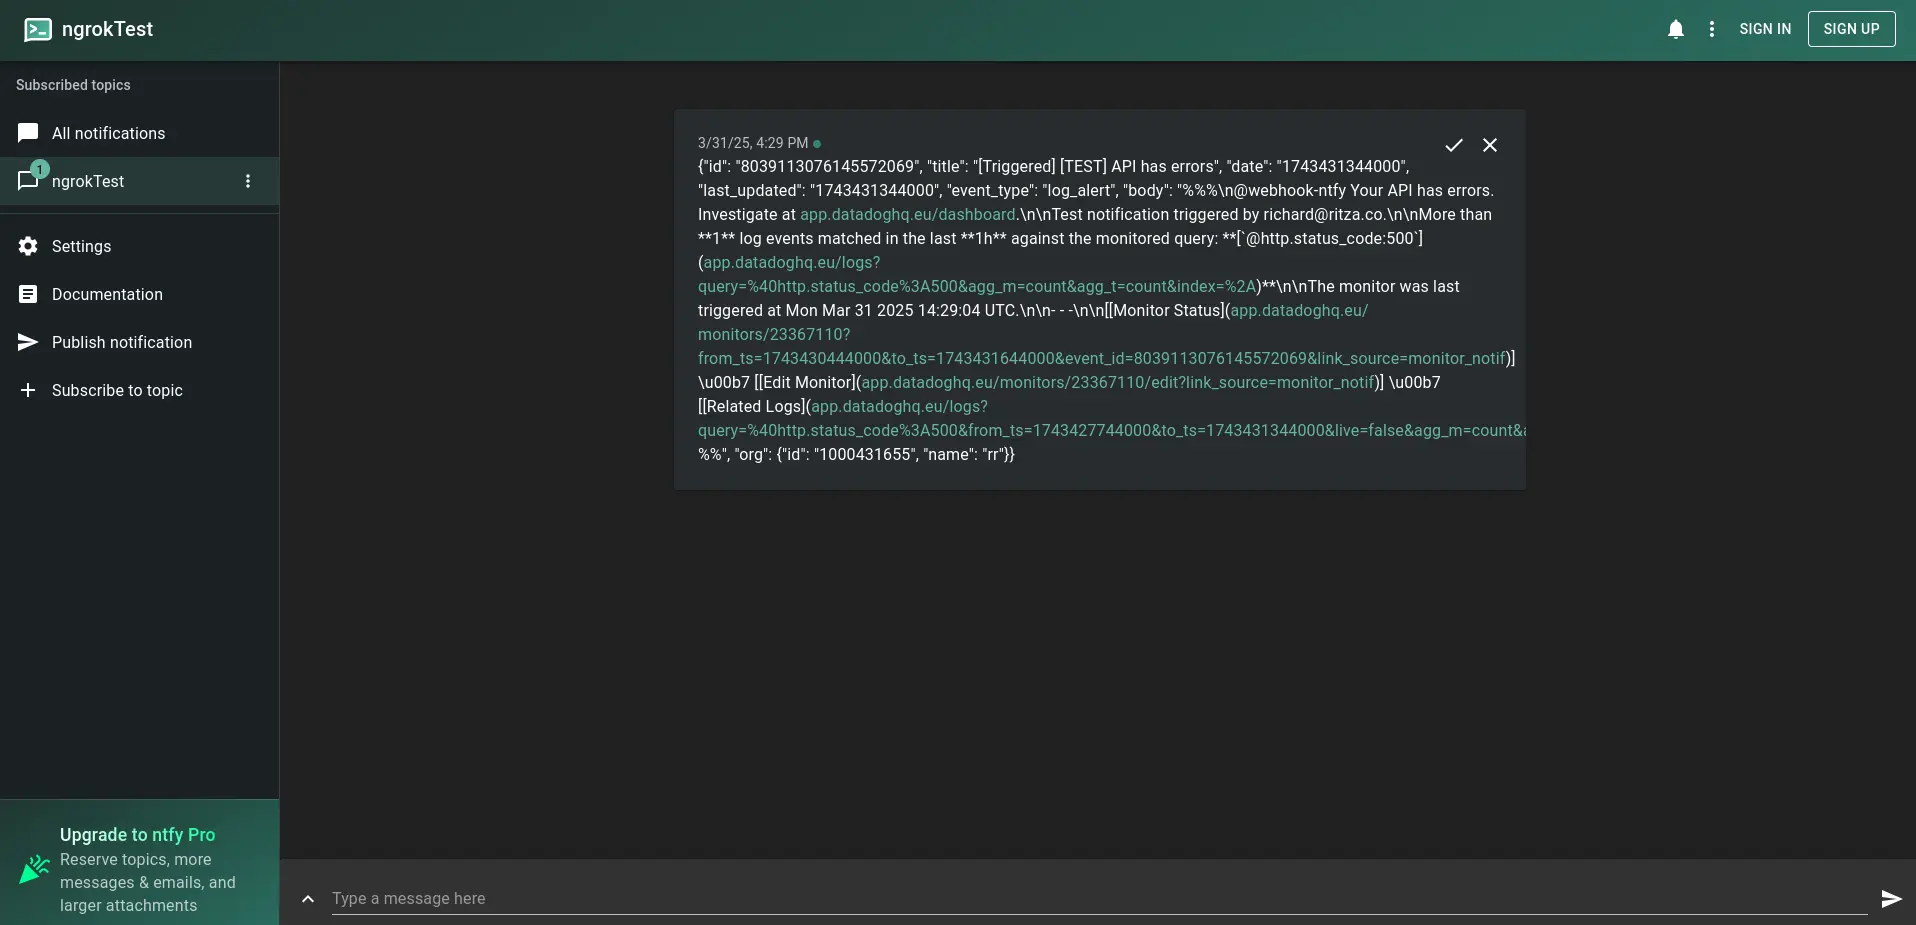 ngrokTest
SIGN IN
SIGN UP
Subscribed topics
All notifications
1
ngrokTest
Settings
Documentation
Publish notification
Subscribe to topic
3/31/25, 4:29 PM
{"id": "8039113076145572069", "title": "[Triggered] [TEST] API has errors", "date": "1743431344000",
"last_updated": "1743431344000", "event_type": "log_alert", "body": "%%%\n@webhook-ntfy Your API has errors.
Investigate at app.datadoghq.eu/dashboard.\n\nTest notification triggered by richard@ritza.co.\n\nMore than
**1** log events matched in the last **1h** against the monitored query: **[`@http.status_code:500`]
(app.datadoghq.eu/logs?
query=%40http.status_code%3A500&agg_m=count&agg_t=count&index=%2A)**\n\nThe monitor was last
triggered at Mon Mar 31 2025 14:29:04 UTC.\n\n- - -\n\n[[Monitor Status](app.datadoghq.eu/
monitors/23367110?
from_ts=1743430444000&to_ts=1743431644000&event_id=8039113076145572069&link_source=monitor_notif)]
\u00b7 [[Edit Monitor](app.datadoghq.eu/monitors/23367110/edit?link_source=monitor_notif)] \u00b7
[[Related Logs](app.datadoghq.eu/logs?
query=%40http.status_code%3A500&from_ts=1743427744000&to_ts=1743431344000&live=false&agg_m=count&
%%", "org": {"id": "1000431655", "name": "rr"}}
Upgrade to ntfy Pro
Reserve topics, more
messages & emails, and
larger attachments
Type a message here